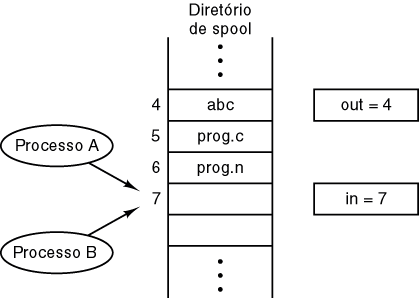 Diretório
de spool
4 abc out = 4
5 prog.c
Processo A
6 prog.n
7 in = 7
Processo B